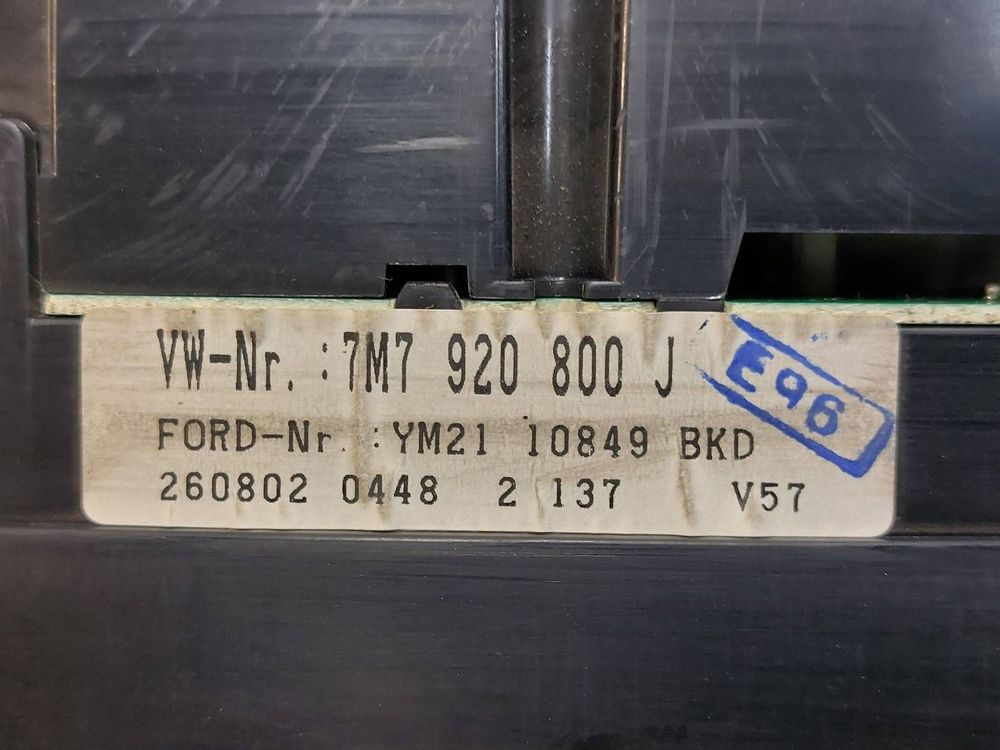 VW-Nr. :7M7 920 800 J
E96
FORD-Nr. :YM21 10849 BKD
260802 0448 2 137 V57